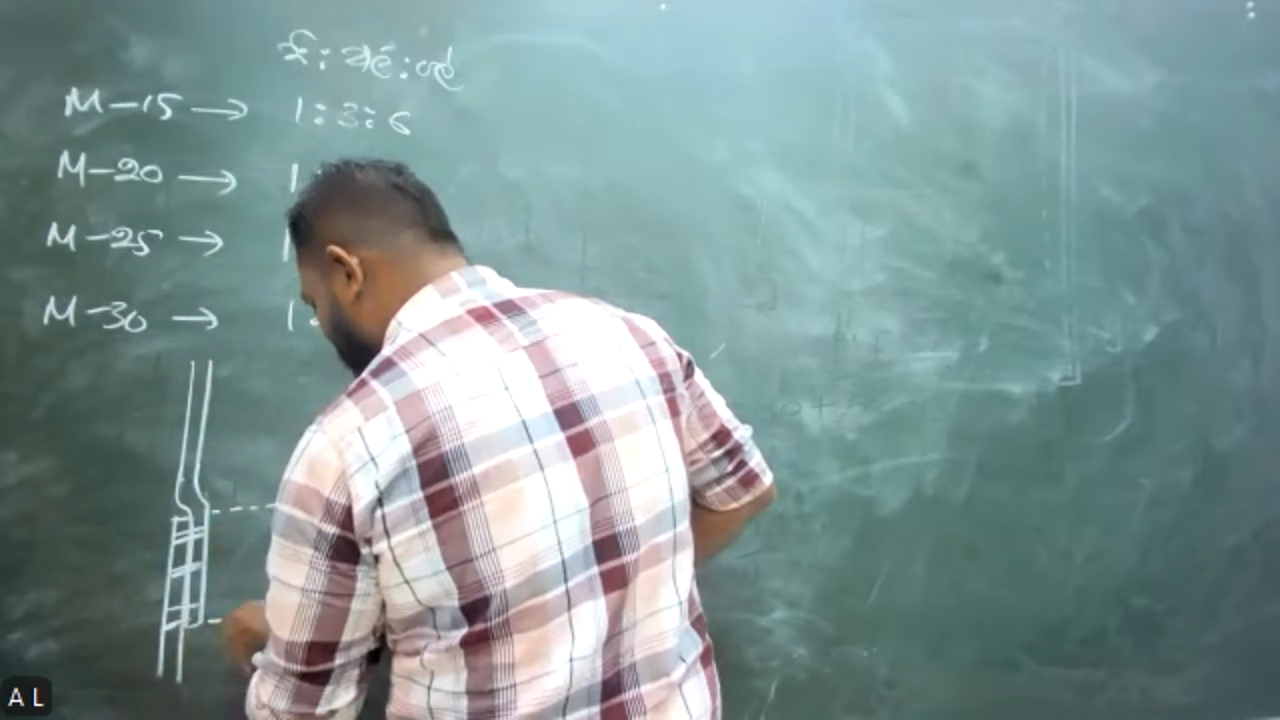 සි : වැලි : ගල්
M-15 → 1:3:6
M-20 → 1:
M-25 → 1
M-30 → 1:
A L